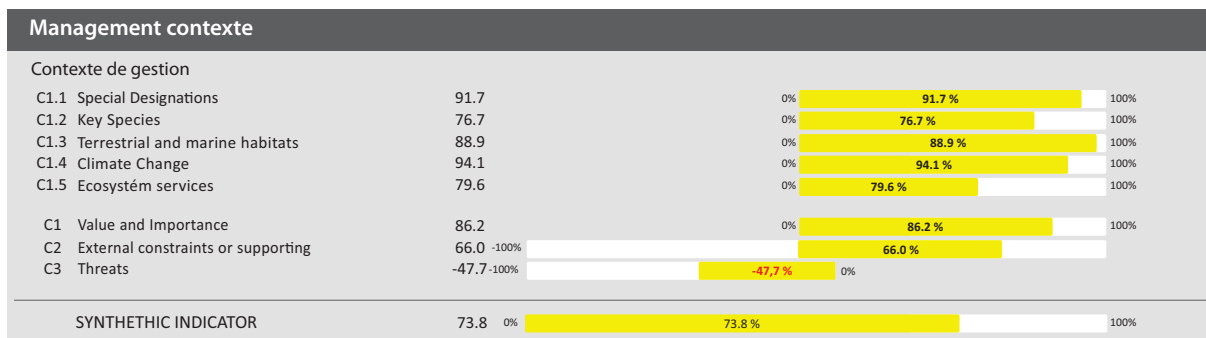 Management contexte
Contexte de gestion
C1.1 Special Designations 91.7 0% 91.7 % 100%
C1.2 Key Species 76.7 0% 76.7 % 100%
C1.3 Terrestrial and marine habitats 88.9 0% 88.9 % 100%
C1.4 Climate Change 94.1 0% 94.1 % 100%
C1.5 Ecosystém services 79.6 0% 79.6 % 100%
C1 Value and Importance 86.2 0% 86.2 % 100%
C2 External constraints or supporting 66.0 -100% 66.0 %
C3 Threats -47.7 -100% -47,7 % 0%
SYNTHETHIC INDICATOR 73.8 0% 73.8 % 100%